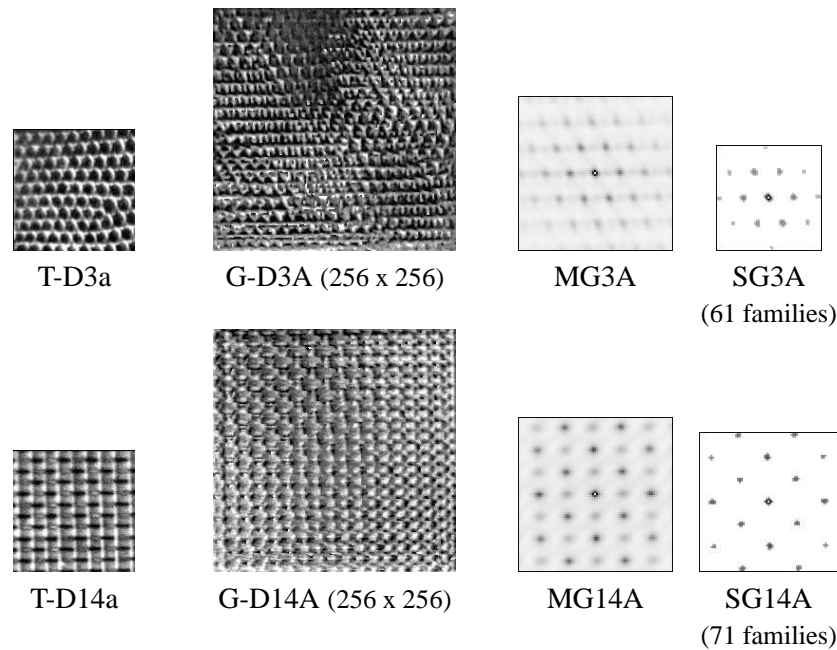 T-D3a G-D3A (256 x 256) MG3A SG3A
(61 families)
T-D14a G-D14A (256 x 256) MG14A SG14A
(71 families)